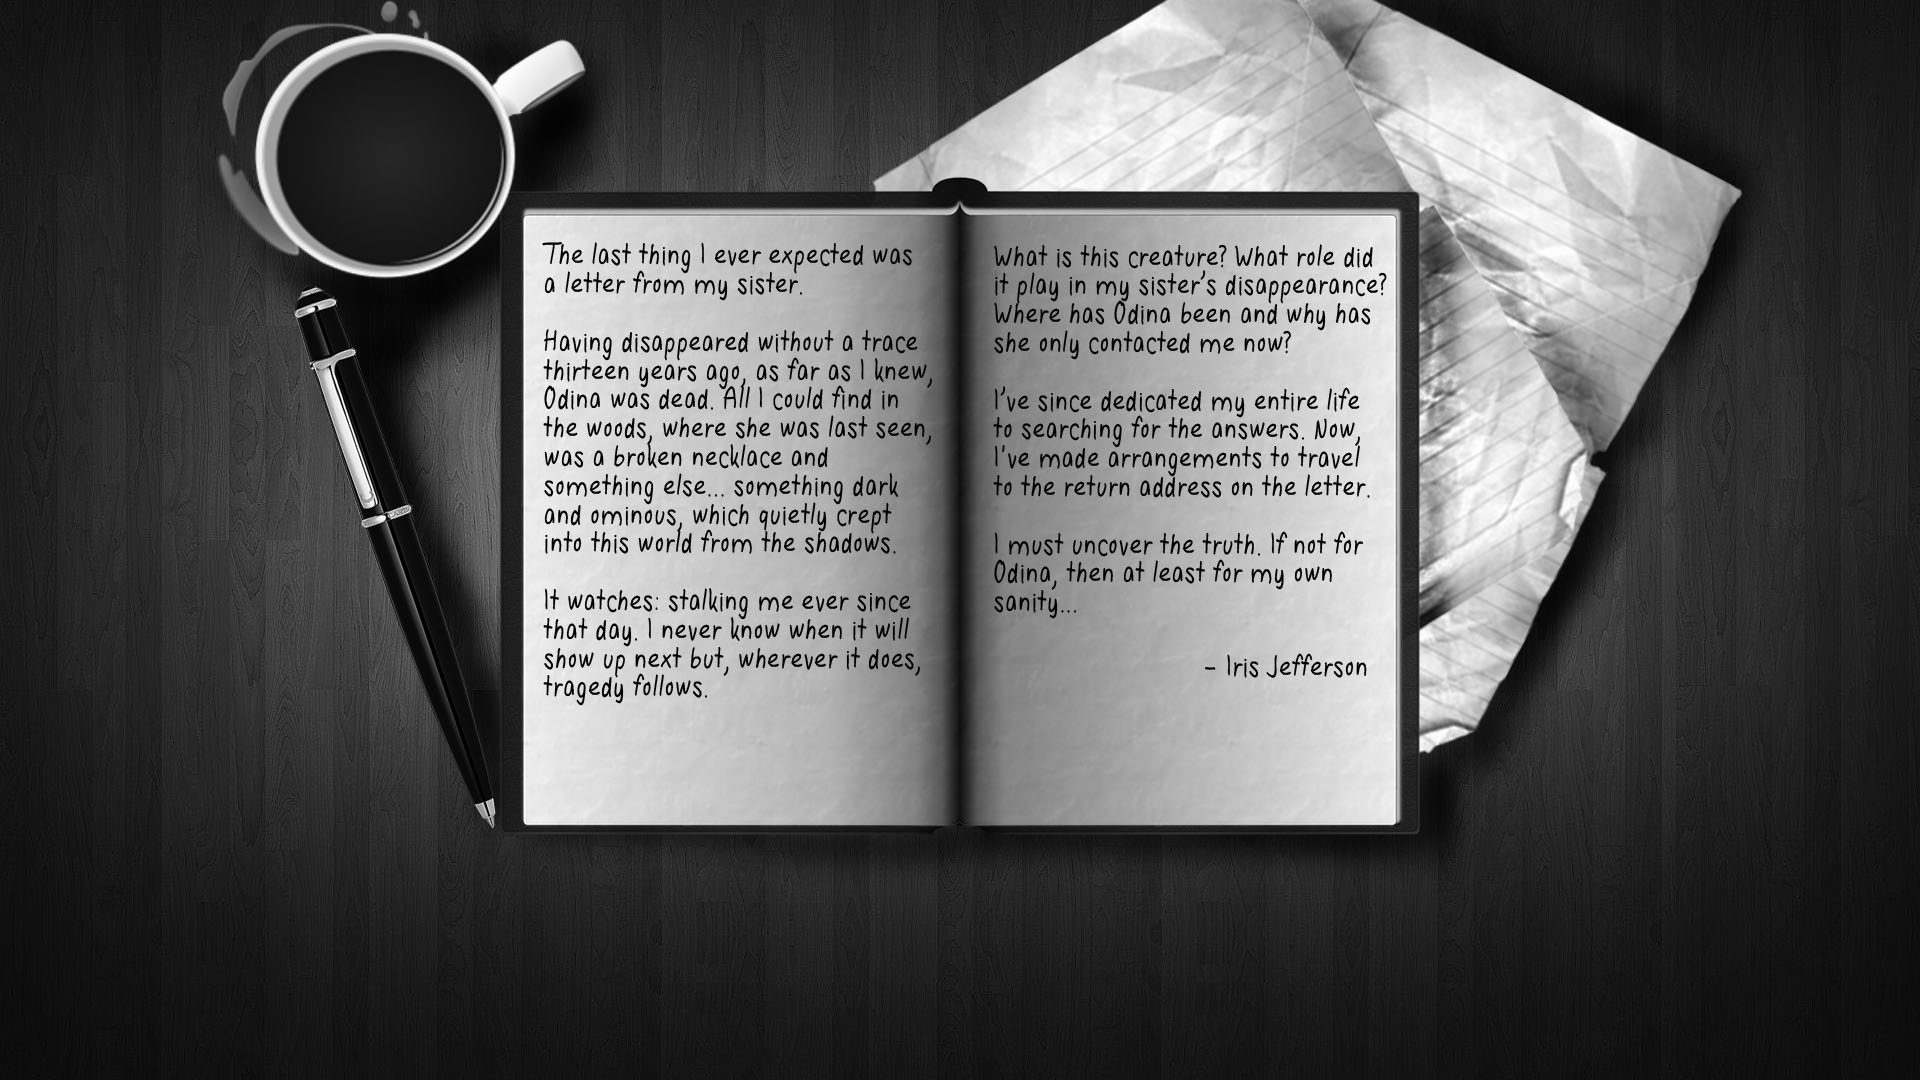 The last thing I ever expected was
a letter from my sister.
Having disappeared without a trace
thirteen years ago, as far as I knew,
Odina was dead. All I could find in
the woods, where she was last seen,
was a broken necklace and
something else... something dark
and ominous, which quietly crept
into this world from the shadows.
It watches: stalking me ever since
that day. I never know when it will
show up next but, wherever it does,
tragedy follows.
What is this creature? What role did
it play in my sister's disappearance?
Where has Odina been and why has
she only contacted me now?
I've since dedicated my entire life
to searching for the answers. Now,
I've made arrangements to travel
to the return address on the letter.
I must uncover the truth. If not for
Odina, then at least for my own
sanity...
- Iris Jefferson